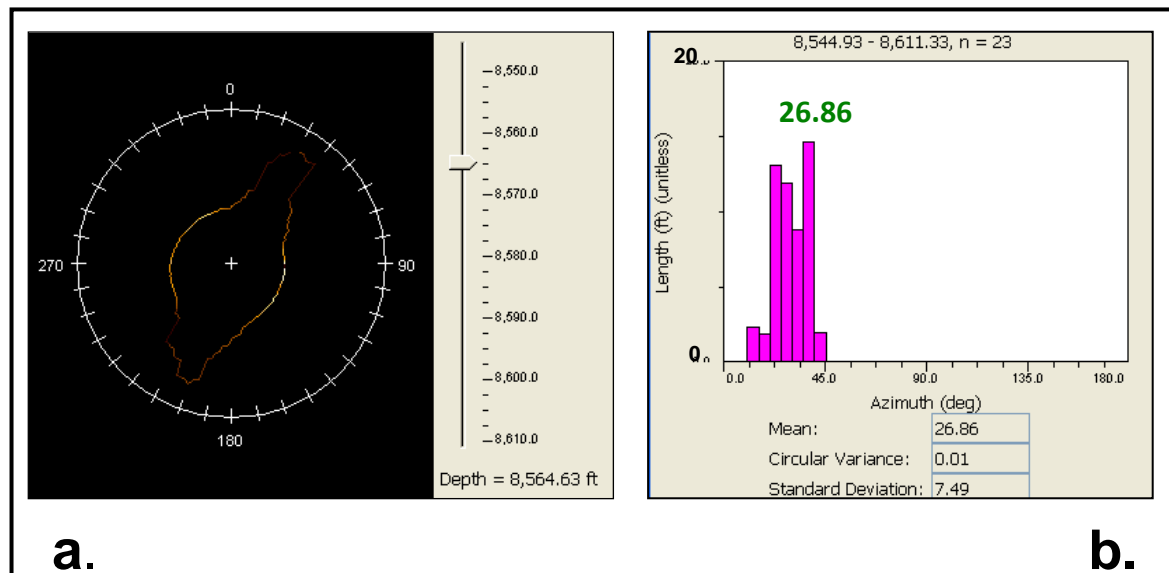 0
270
90
180
8,550.0
8,560.0
8,570.0
8,580.0
8,590.0
8,600.0
8,610.0
Depth = 8,564.63 ft
a.
8,544.93 - 8,611.33, n = 23
20
26.86
Length (ft) (unitless)
0
0.0 45.0 90.0 135.0 180.0
Azimuth (deg)
Mean: 26.86
Circular Variance: 0.01
Standard Deviation: 7.49
b.